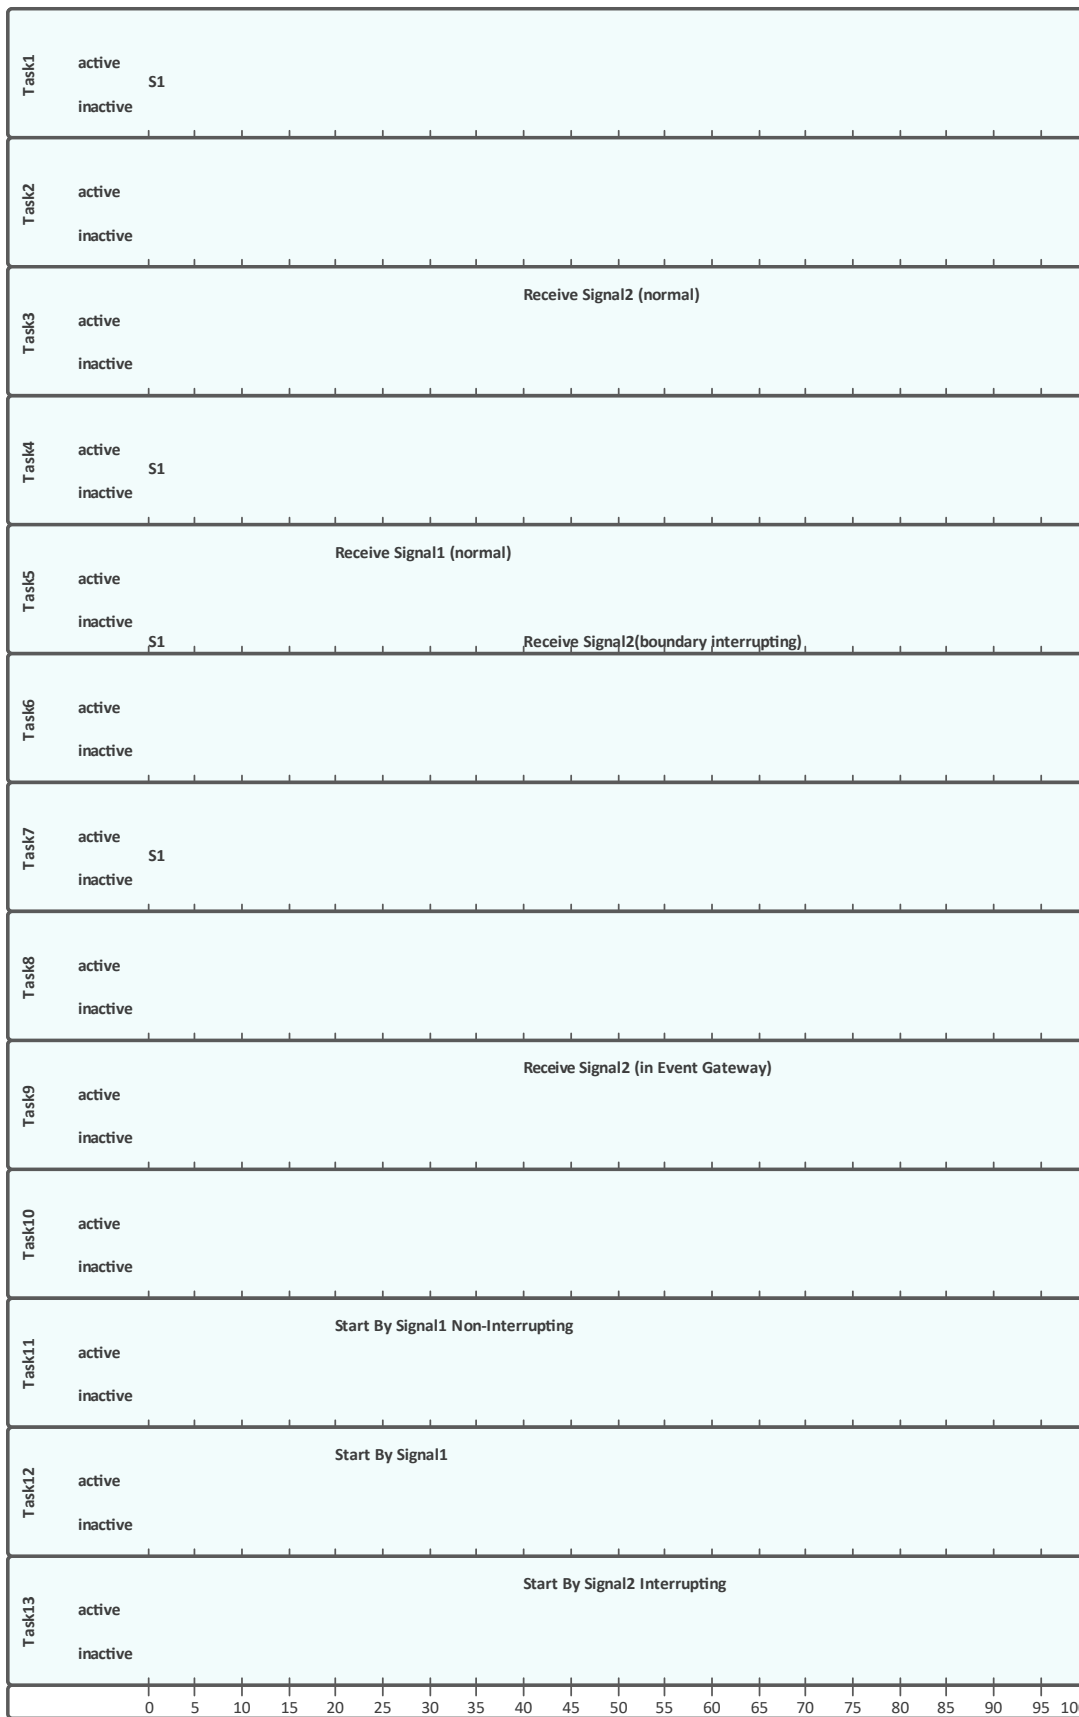 Task1
active
S1
inactive
Task2
active
inactive
Receive Signal2 (normal)
Task3
active
inactive
Task4
active
S1
inactive
Receive Signal1 (normal)
Task5
active
inactive
S1 Receive Signal2(boundary interrupting)
Task6
active
inactive
Task7
active
S1
inactive
Task8
active
inactive
Receive Signal2 (in Event Gateway)
Task9
active
inactive
Task10
active
inactive
Start By Signal1 Non-Interrupting
Task11
active
inactive
Start By Signal1
Task12
active
inactive
Start By Signal2 Interrupting
Task13
active
inactive
0 5 10 15 20 25 30 35 40 45 50 55 60 65 70 75 80 85 90 95